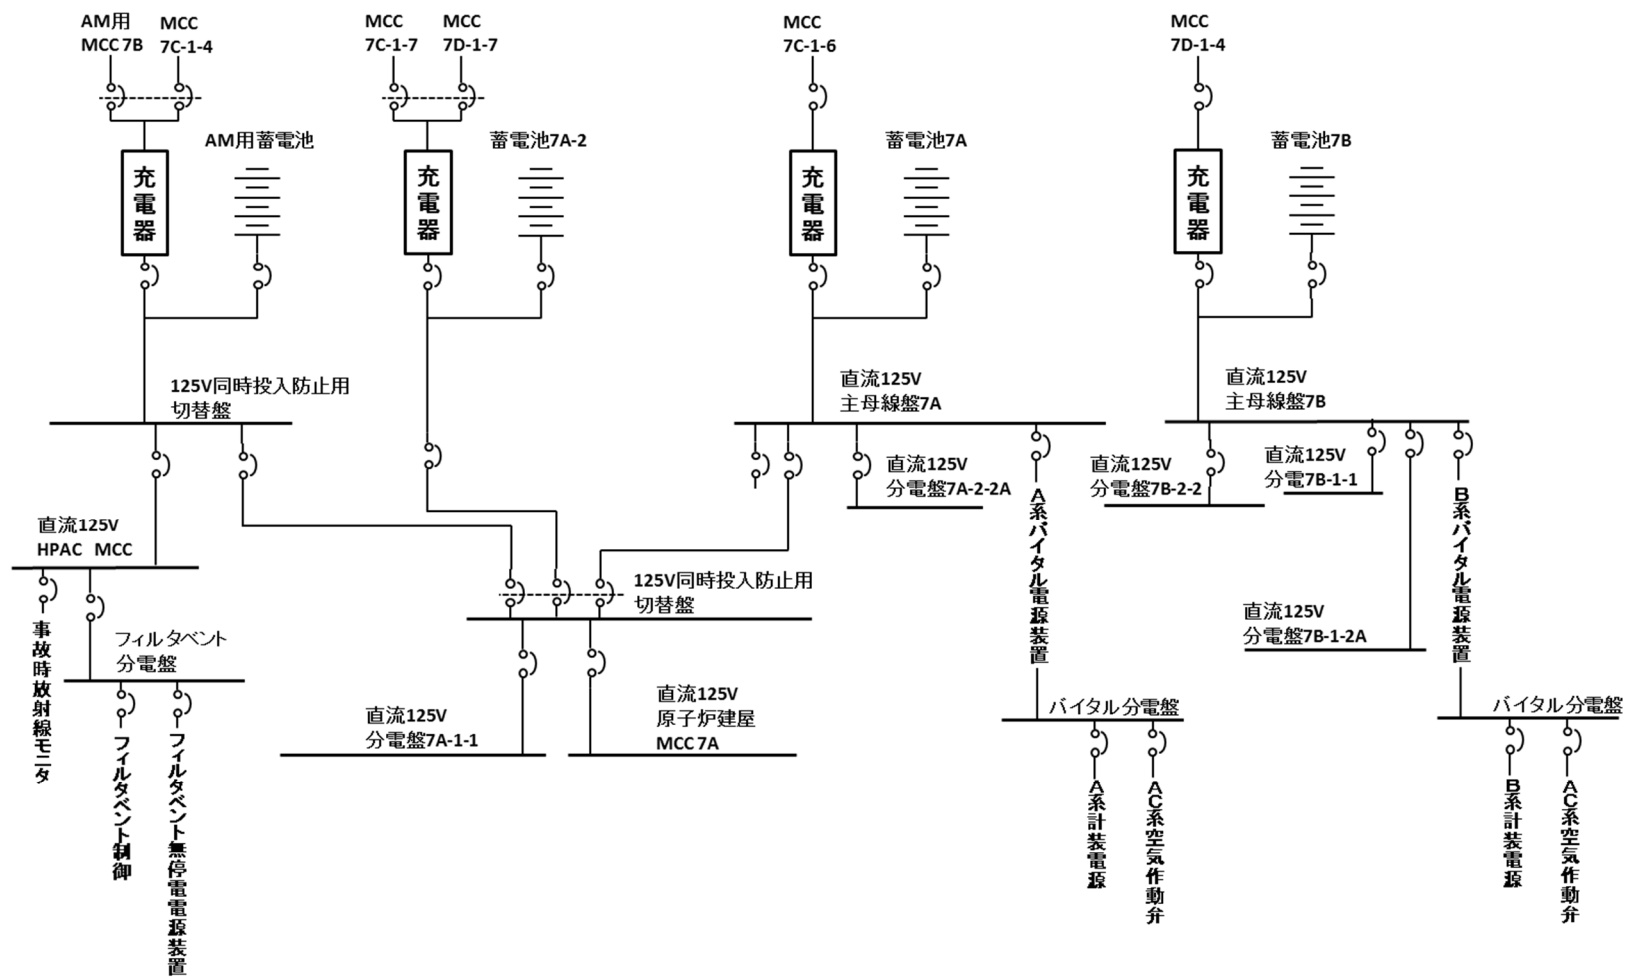 AM用
MCC 7B
MCC
7C-1-4
MCC
7C-1-7
MCC
7D-1-7
MCC
7C-1-6
MCC
7D-1-4
充電器
AM用蓄電池
充電器
蓄電池7A-2
充電器
蓄電池7A
充電器
蓄電池7B
125V同時投入防止用
切替盤
直流125V
主母線盤7A
直流125V
主母線盤7B
直流125V
分電盤7A-2-2A
直流125V
分電盤7B-2-2
直流125V
分電7B-1-1
A系バイタル電源装置
B系バイタル電源装置
直流125V
HPAC MCC
125V同時投入防止用
切替盤
直流125V
分電盤7B-1-2A
事故時放射線モニタ
フィルタベント
分電盤
直流125V
分電盤7A-1-1
直流125V
原子炉建屋
MCC 7A
バイタル分電盤
バイタル分電盤
フィルタベント制御
フィルタベント無停電電源装置
A系計装電源
AC系空気作動弁
B系計装電源
AC系空気作動弁